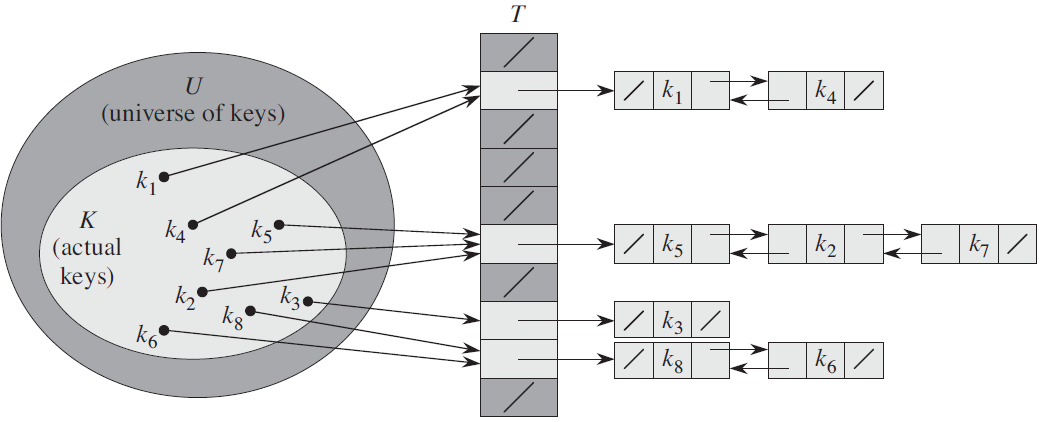 T
U
(universe of keys)
K
(actual
keys)
k1
k4
k5
k7
k2
k8
k3
k6
k1 k4
k5 k2 k7
k3
k8 k6